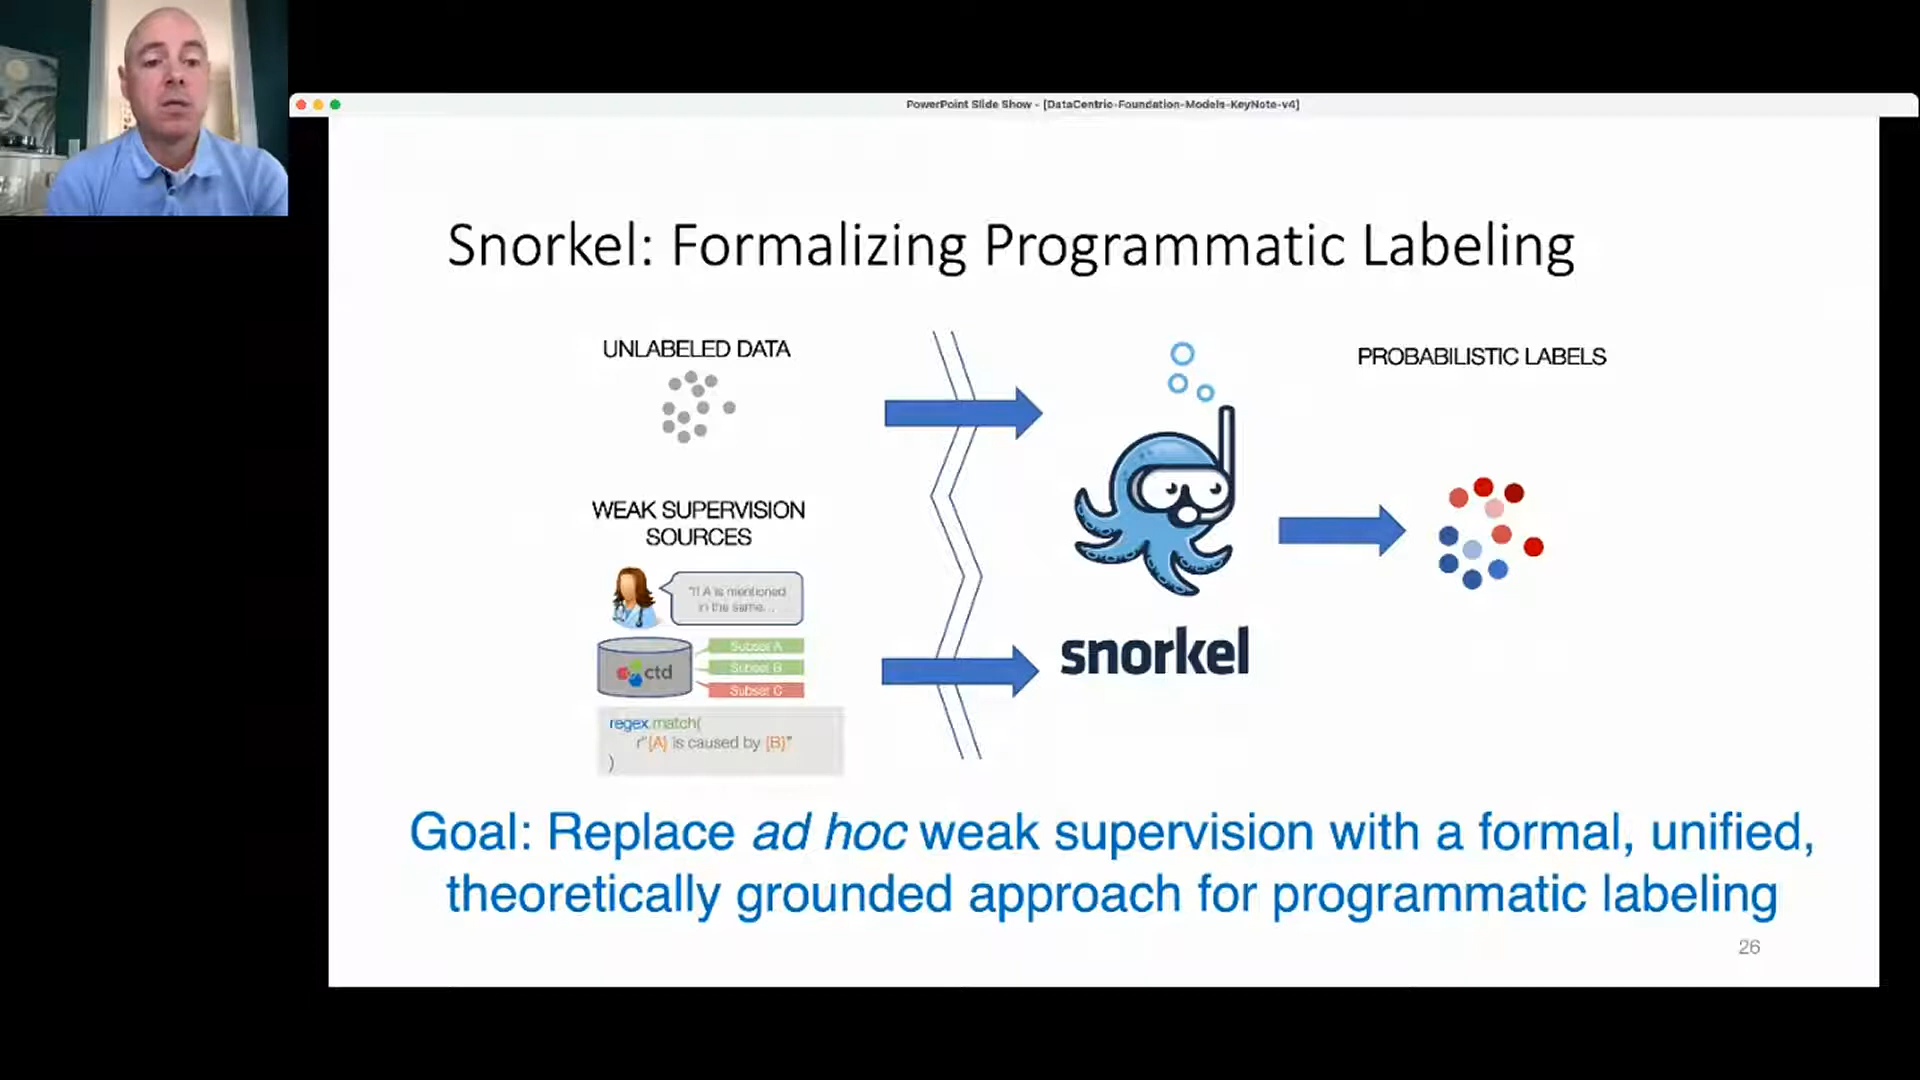 PowerPoint Slide Show - [DataCentric-Foundation-Models-KeyNote-v4]
Snorkel: Formalizing Programmatic Labeling
UNLABELED DATA
PROBABILISTIC LABELS
WEAK SUPERVISION
SOURCES
"If A is mentioned
in the same...
ctd
Subset A
Subset B
Subset C
regex.match(
r"{A} is caused by {B}"
)
snorkel
Goal: Replace ad hoc weak supervision with a formal, unified,
theoretically grounded approach for programmatic labeling
26